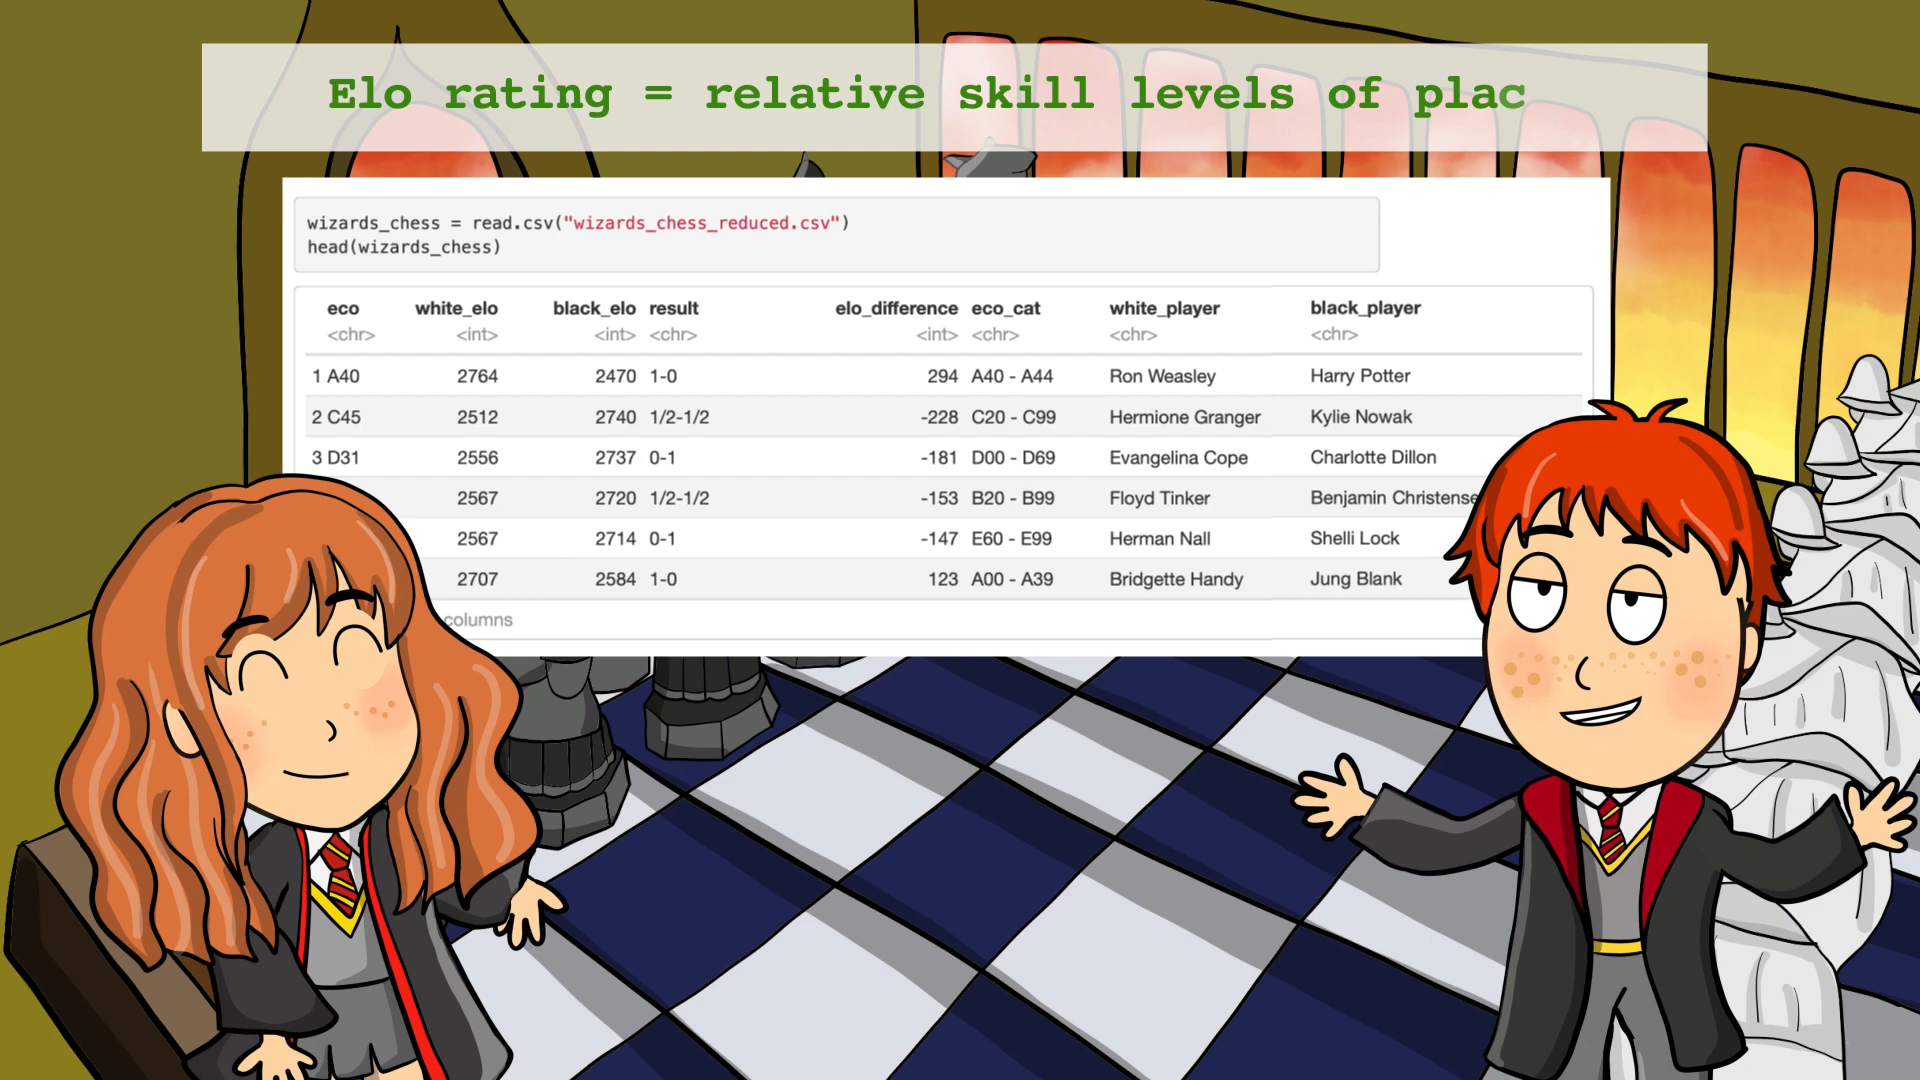 Elo rating = relative skill levels of plac
wizards_chess = read.csv("wizards_chess_reduced.csv")
head(wizards_chess)
eco white_elo black_elo result elo_difference eco_cat white_player black_player
<chr> <int> <int> <chr> <int> <chr> <chr> <chr>
1 A40 2764 2470 1-0 294 A40 - A44 Ron Weasley Harry Potter
2 C45 2512 2740 1/2-1/2 -228 C20 - C99 Hermione Granger Kylie Nowak
3 D31 2556 2737 0-1 -181 D00 - D69 Evangelina Cope Charlotte Dillon
2567 2720 1/2-1/2 -153 B20 - B99 Floyd Tinker Benjamin Christense
2567 2714 0-1 -147 E60 - E99 Herman Nall Shelli Lock
2707 2584 1-0 123 A00 - A39 Bridgette Handy Jung Blank
columns